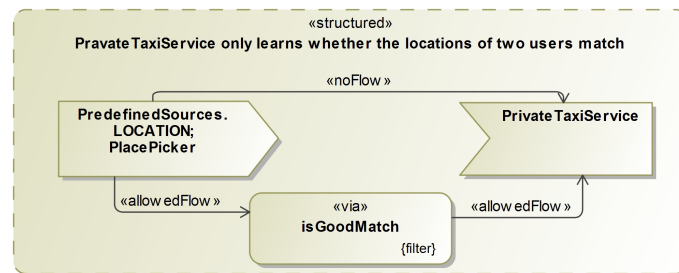 «structured»
PravateTaxiService only learns whether the locations of two users match
«noFlow»
PredefinedSources.
LOCATION;
PlacePicker
PrivateTaxiService
«allowedFlow»
«via»
isGoodMatch
{filter}
«allowedFlow»